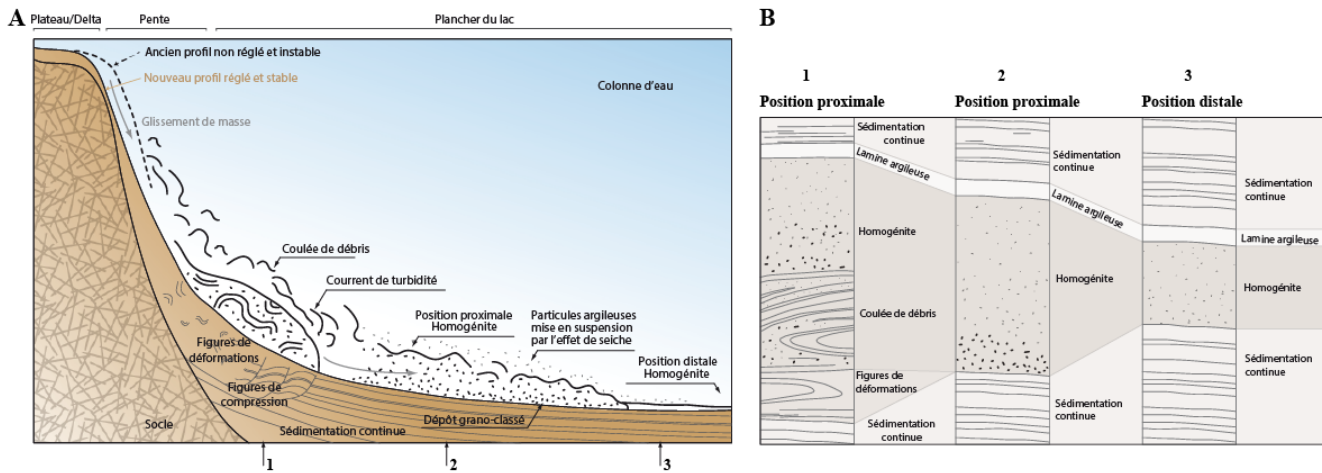 A
Plateau/Delta
Pente
Plancher du lac
Ancien profil non réglé et instable
Nouveau profil réglé et stable
Colonne d'eau
Glissement de masse
Coulée de débris
Courrent de turbidité
Position proximale
Homogénite
Particules argileuses
mise en suspension
par l'effet de seiche
Position distale
Homogénite
Figures de
déformations
Figures de
compression
Dépôt grano-classé
Socle
Sédimentation continue
1
2
3
B
1
2
3
Position proximale
Position proximale
Position distale
Sédimentation
continue
Lamine argileuse
Homogénite
Coulée de débris
Figures de
déformations
Sédimentation
continue
Sédimentation
continue
Lamine argileuse
Homogénite
Sédimentation
continue
Sédimentation
continue
Lamine argileuse
Homogénite
Sédimentation
continue